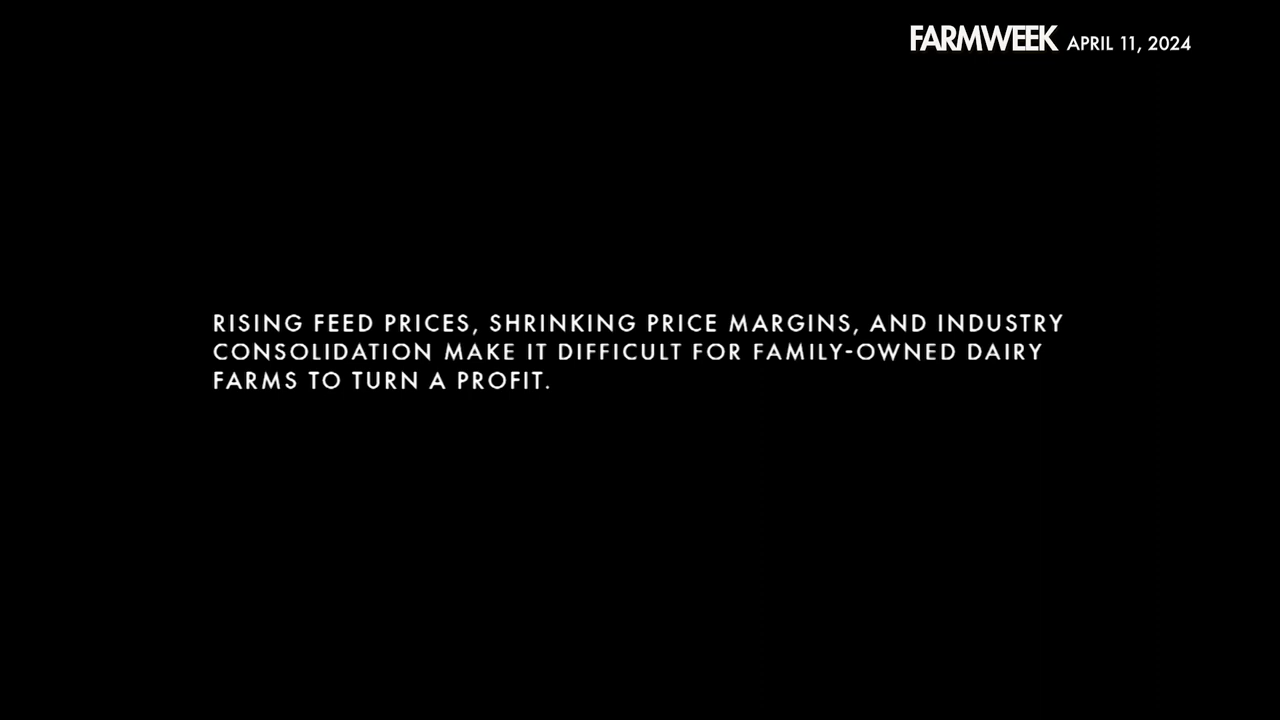 FARMWEEK APRIL 11, 2024
RISING FEED PRICES, SHRINKING PRICE MARGINS, AND INDUSTRY
CONSOLIDATION MAKE IT DIFFICULT FOR FAMILY-OWNED DAIRY
FARMS TO TURN A PROFIT.